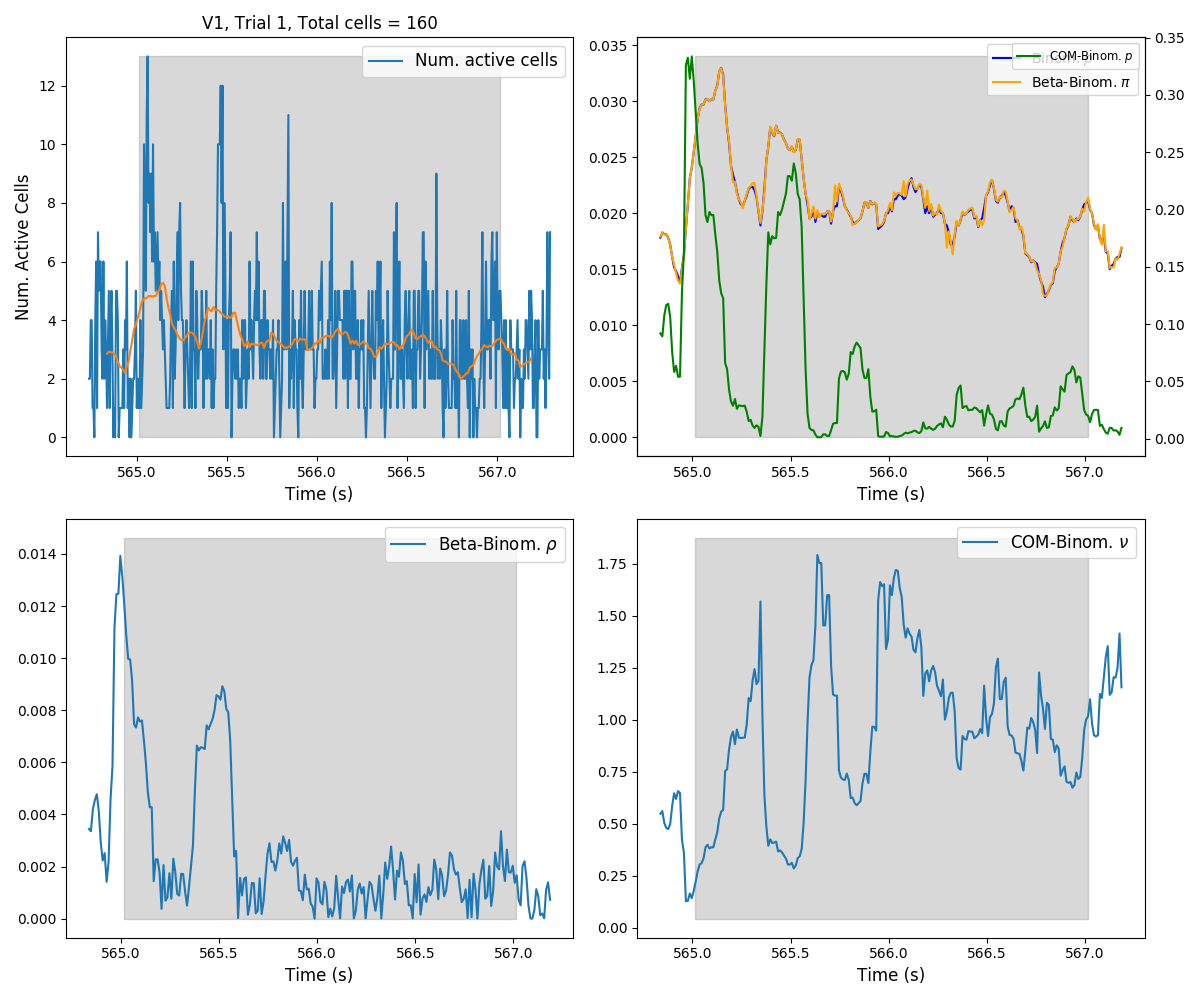 V1, Trial 1, Total cells = 160
Num. active cells
Num. Active Cells
12
10
8
6
4
2
0
565.0 565.5 566.0 566.5 567.0
Time (s)
COM-Binom. p
Beta-Binom. π
0.035
0.030
0.025
0.020
0.015
0.010
0.005
0.000
0.35
0.30
0.25
0.20
0.15
0.10
0.05
0.00
565.0 565.5 566.0 566.5 567.0
Time (s)
Beta-Binom. ρ
0.014
0.012
0.010
0.008
0.006
0.004
0.002
0.000
565.0 565.5 566.0 566.5 567.0
Time (s)
COM-Binom. ν
1.75
1.50
1.25
1.00
0.75
0.50
0.25
0.00
565.0 565.5 566.0 566.5 567.0
Time (s)